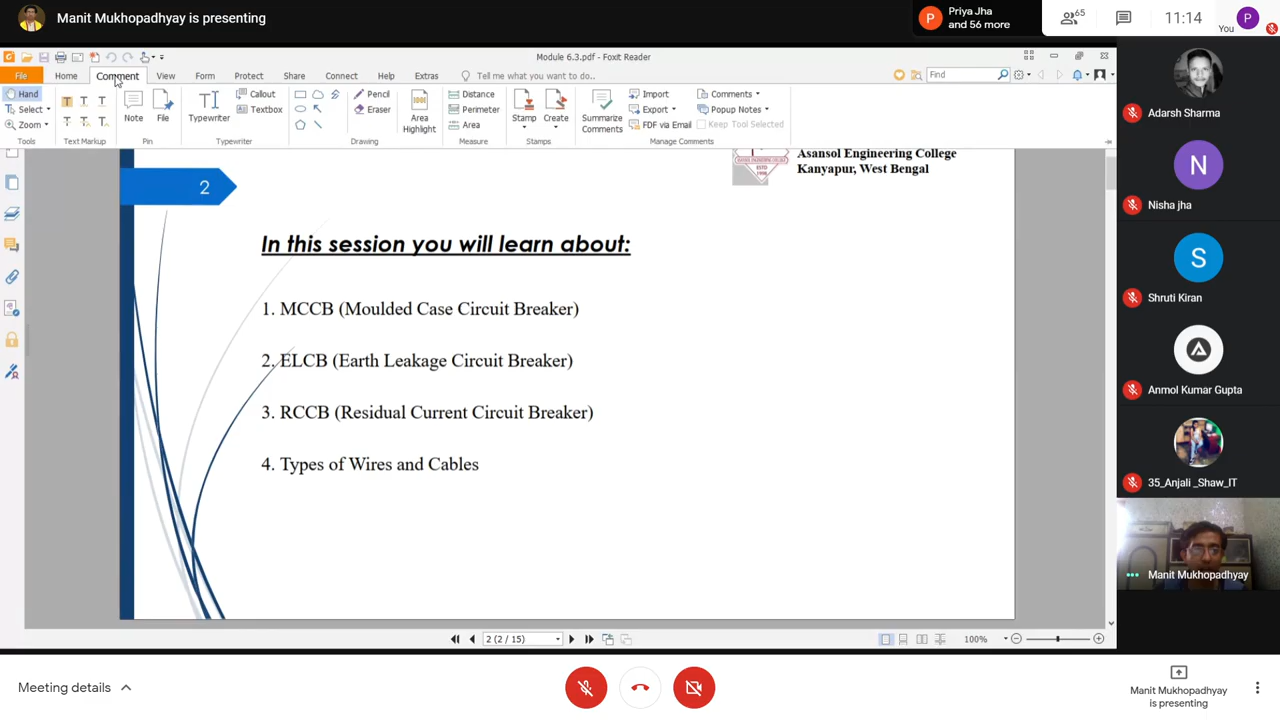 Manit Mukhopadhyay is presenting
Priya Jha
and 56 more
65
11:14
You
P
Module 6.3.pdf - Foxit Reader
File
Home
Comment
View
Form
Protect
Share
Connect
Help
Extras
Tell me what you want to do..
Find
Hand
Select
Zoom
Tools
Text Markup
Note
File
Pin
Typewriter
Callout
Textbox
Typewriter
Pencil
Eraser
Drawing
Area
Highlight
Distance
Perimeter
Area
Measure
Stamp
Create
Stamps
Summarize
Comments
Import
Export
FDF via Email
Comments
Popup Notes
Keep Tool Selected
Manage Comments
2
Asansol Engineering College
Kanyapur, West Bengal
In this session you will learn about:
1. MCCB (Moulded Case Circuit Breaker)
2. ELCB (Earth Leakage Circuit Breaker)
3. RCCB (Residual Current Circuit Breaker)
4. Types of Wires and Cables
2 (2 / 15)
100%
Adarsh Sharma
N
Nisha jha
S
Shruti Kiran
Anmol Kumar Gupta
35_Anjali _Shaw_IT
Manit Mukhopadhyay
Meeting details
Manit Mukhopadhyay
is presenting